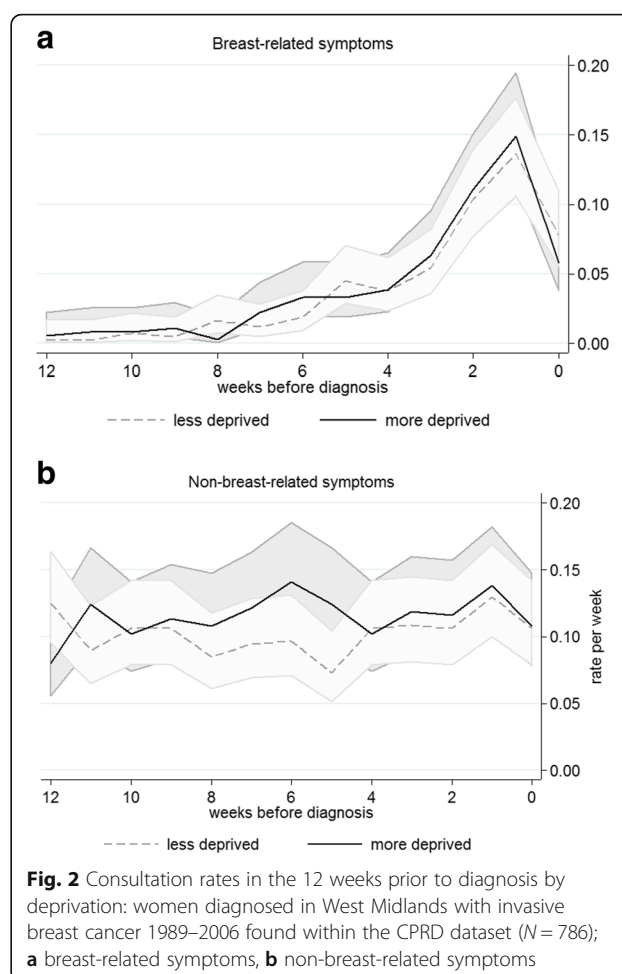 a
Breast-related symptoms
0.20
0.15
0.10
0.05
0.00
12 10 8 6 4 2 0
weeks before diagnosis
less deprived more deprived
b
Non-breast-related symptoms
0.20
0.15
0.10
0.05
0.00
rate per week
12 10 8 6 4 2 0
weeks before diagnosis
less deprived more deprived
Fig. 2 Consultation rates in the 12 weeks prior to diagnosis by
deprivation: women diagnosed in West Midlands with invasive
breast cancer 1989–2006 found within the CPRD dataset (N = 786);
a breast-related symptoms, b non-breast-related symptoms